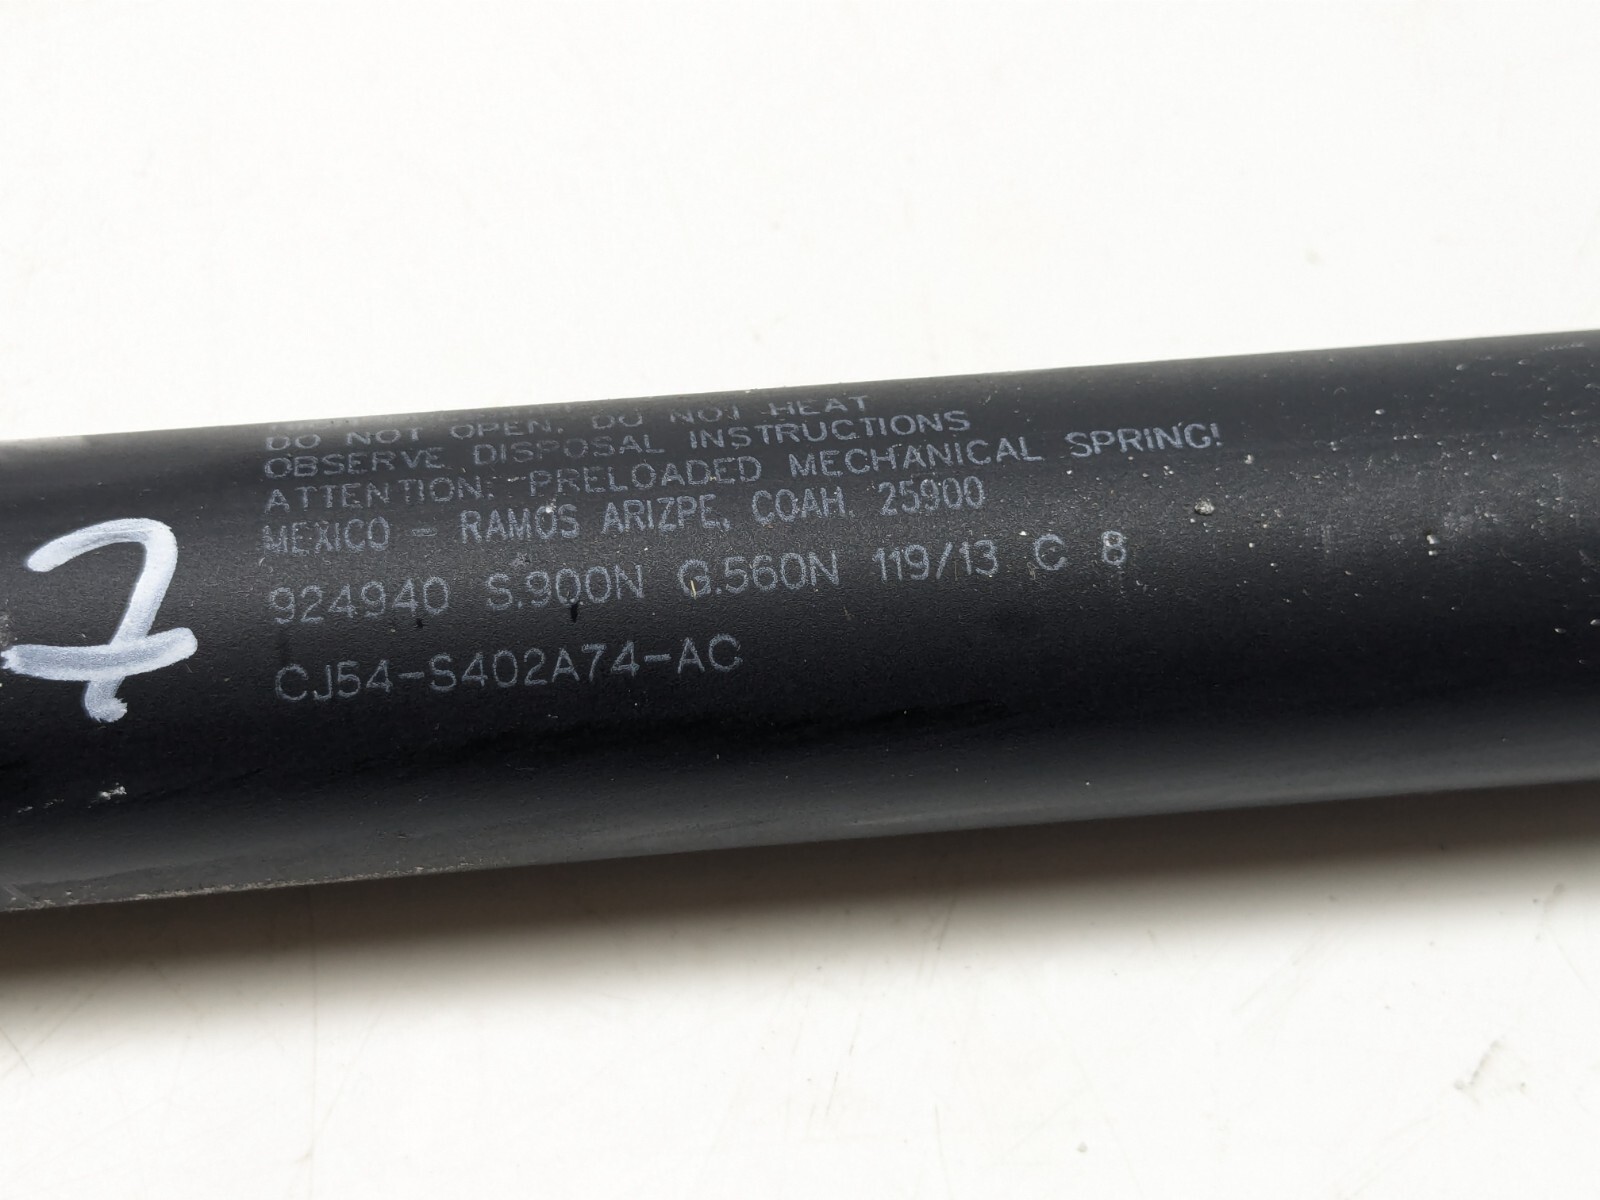 DO NOT OPEN, DO NOT HEAT
OBSERVE DISPOSAL INSTRUCTIONS
ATTENTION: PRELOADED MECHANICAL SPRING!
MEXICO - RAMOS ARIZPE, COAH. 25900
924940 S.900N G.560N 119/13 C 8
CJ54-S402A74-AC
7